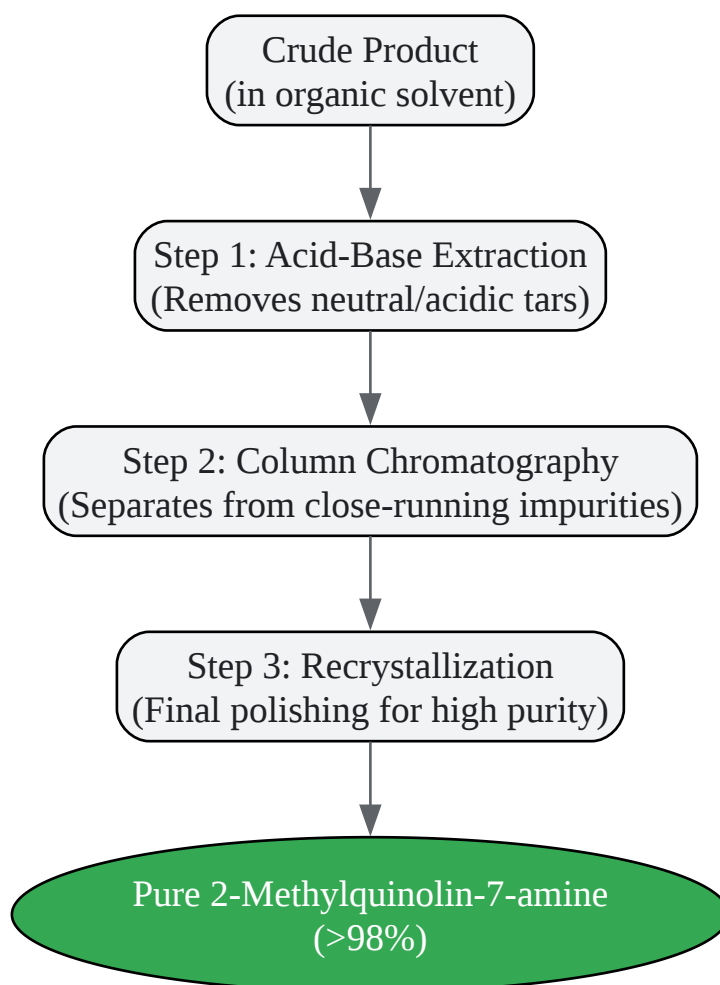 Crude Product
(in organic solvent)
Step 1: Acid-Base Extraction
(Removes neutral/acidic tars)
Step 2: Column Chromatography
(Separates from close-running impurities)
Step 3: Recrystallization
(Final polishing for high purity)
Pure 2-Methylquinolin-7-amine
(>98%)